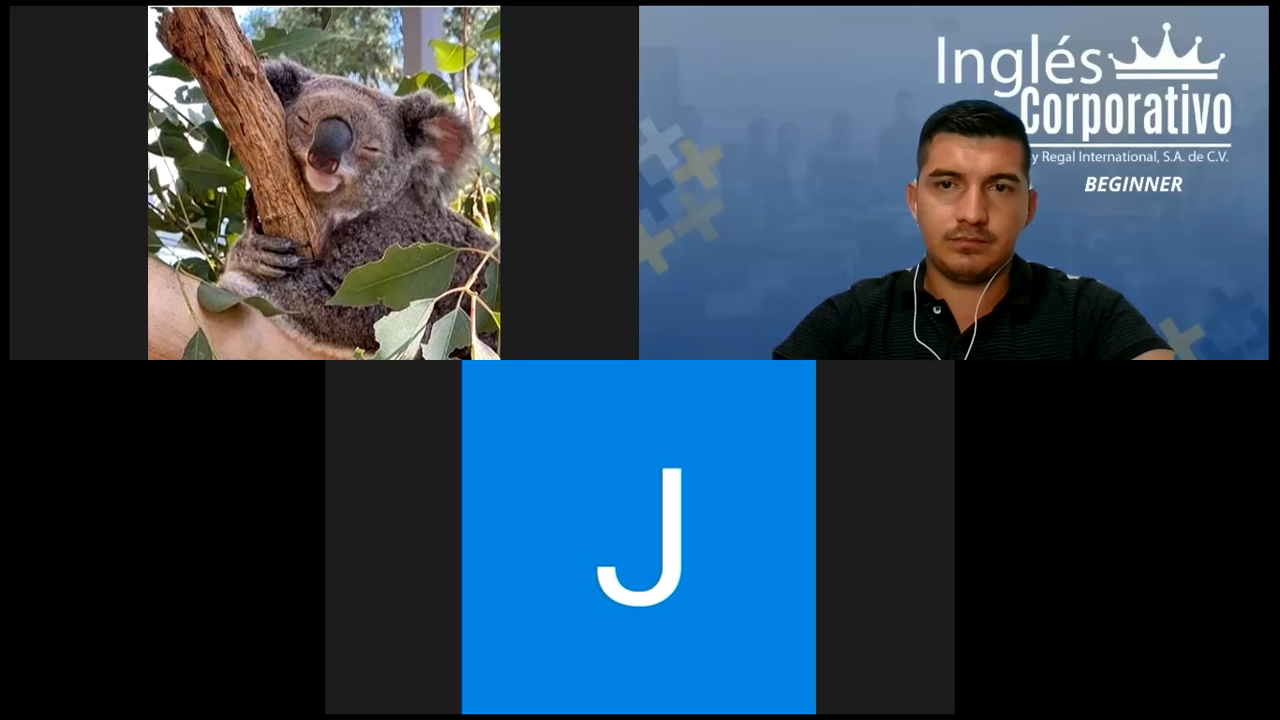 Inglés
Corporativo
y Regal International, S.A. de C.V.
BEGINNER
J